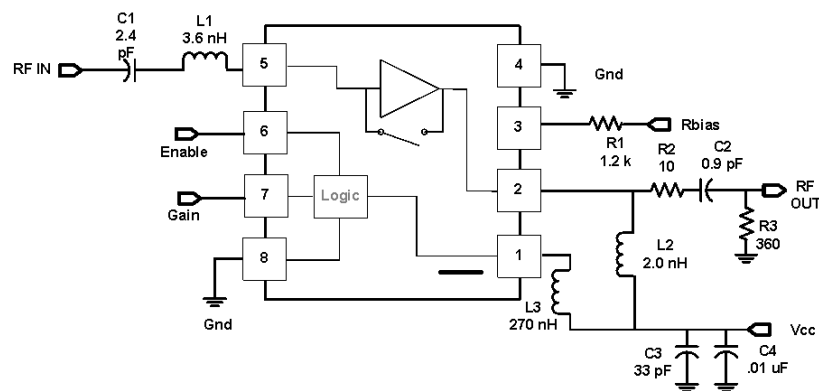 C1
2.4
pF
L1
3.6 nH
RF IN
5
4
Gnd
6
Enable
3
R1
1.2 k
Rbias
R2
10
C2
0.9 pF
7
Gain
Logic
2
RF
OUT
R3
360
8
Gnd
1
L2
2.0 nH
L3
270 nH
Vcc
C3
33 pF
C4
.01 uF